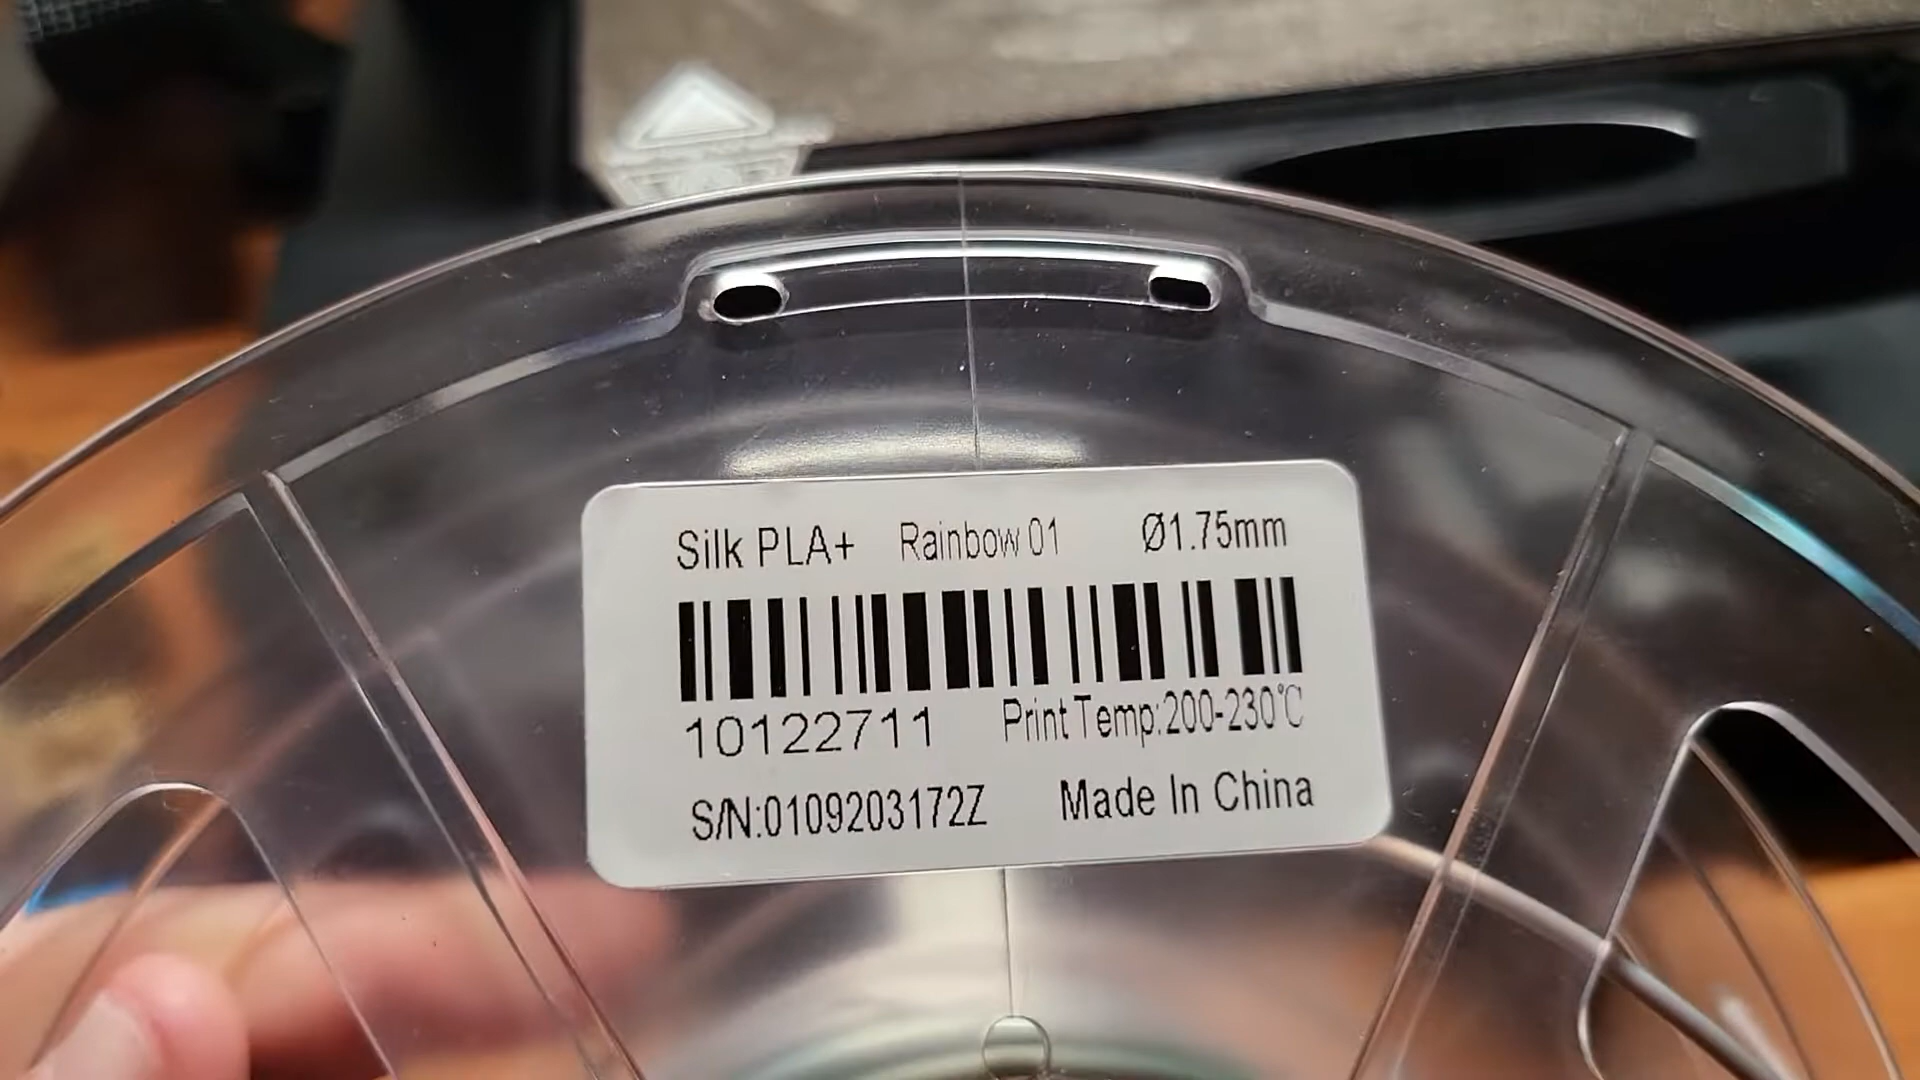 Silk PLA+ Rainbow 01 Ø1.75mm
10122711 Print Temp:200-230℃
S/N:0109203172Z Made In China